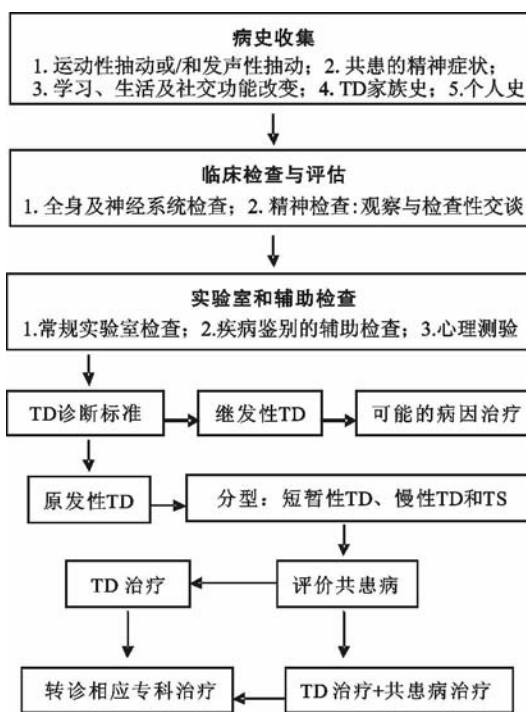 病史收集
1. 运动性抽动或/和发声性抽动；2. 共患的精神症状；
3. 学习、生活及社交功能改变；4. TD家族史；5.个人史
临床检查与评估
1. 全身及神经系统检查；2. 精神检查:观察与检查性交谈
实验室和辅助检查
1.常规实验室检查；2.疾病鉴别的辅助检查；3.心理测验
TD诊断标准
继发性TD
可能的病因治疗
原发性TD
分型：短暂性TD、慢性TD和TS
TD 治疗
评价共患病
转诊相应专科治疗
TD 治疗+共患病治疗